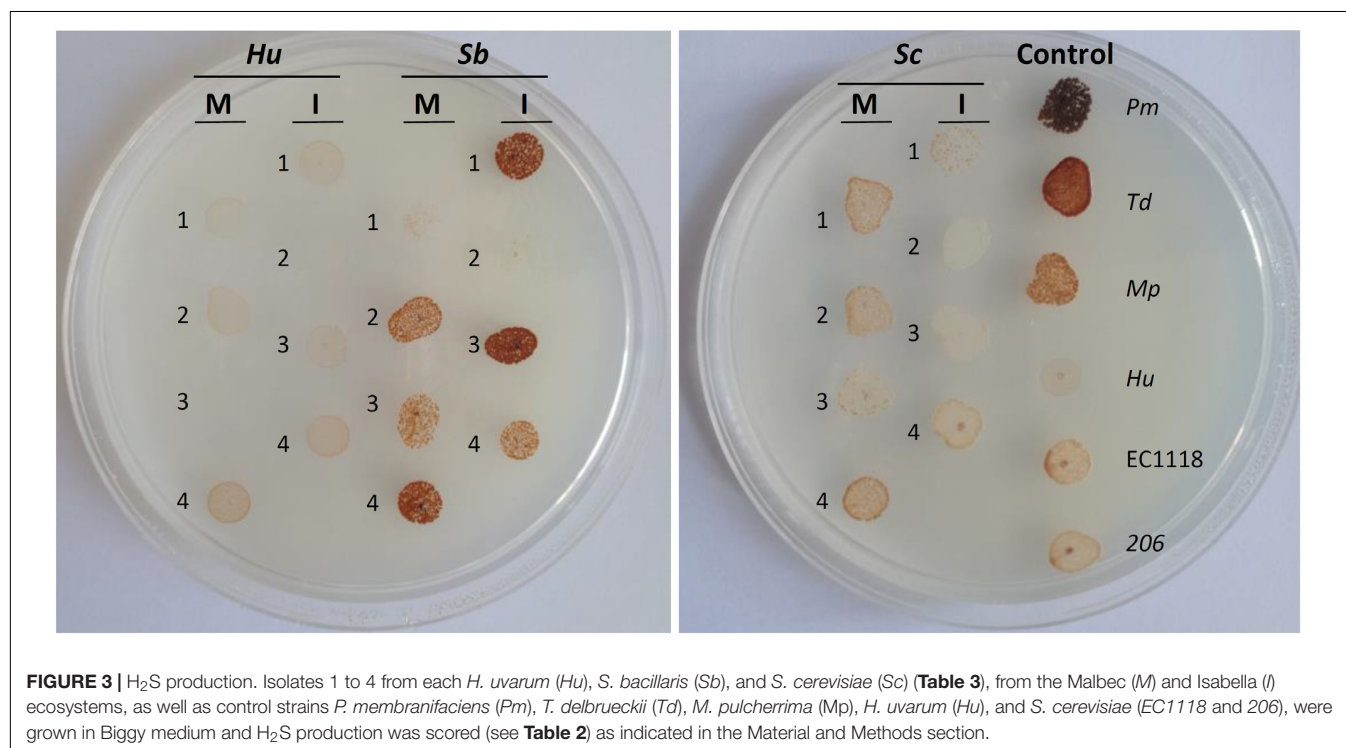 Hu Sb
M I M I
1 1
1 1
2 2
2 2
3 3
3 3
4 4
4 4
Sc Control
M I Pm
1
1 Td
2
Mp
2 3
3 Hu
4
EC1118
4
206
FIGURE 3 | H₂S production. Isolates 1 to 4 from each H. uvarum (Hu), S. bacillaris (Sb), and S. cerevisiae (Sc) (Table 3), from the Malbec (M) and Isabella (I)
ecosystems, as well as control strains P. membranifaciens (Pm), T. delbrueckii (Td), M. pulcherrima (Mp), H. uvarum (Hu), and S. cerevisiae (EC1118 and 206), were
grown in Biggy medium and H₂S production was scored (see Table 2) as indicated in the Material and Methods section.